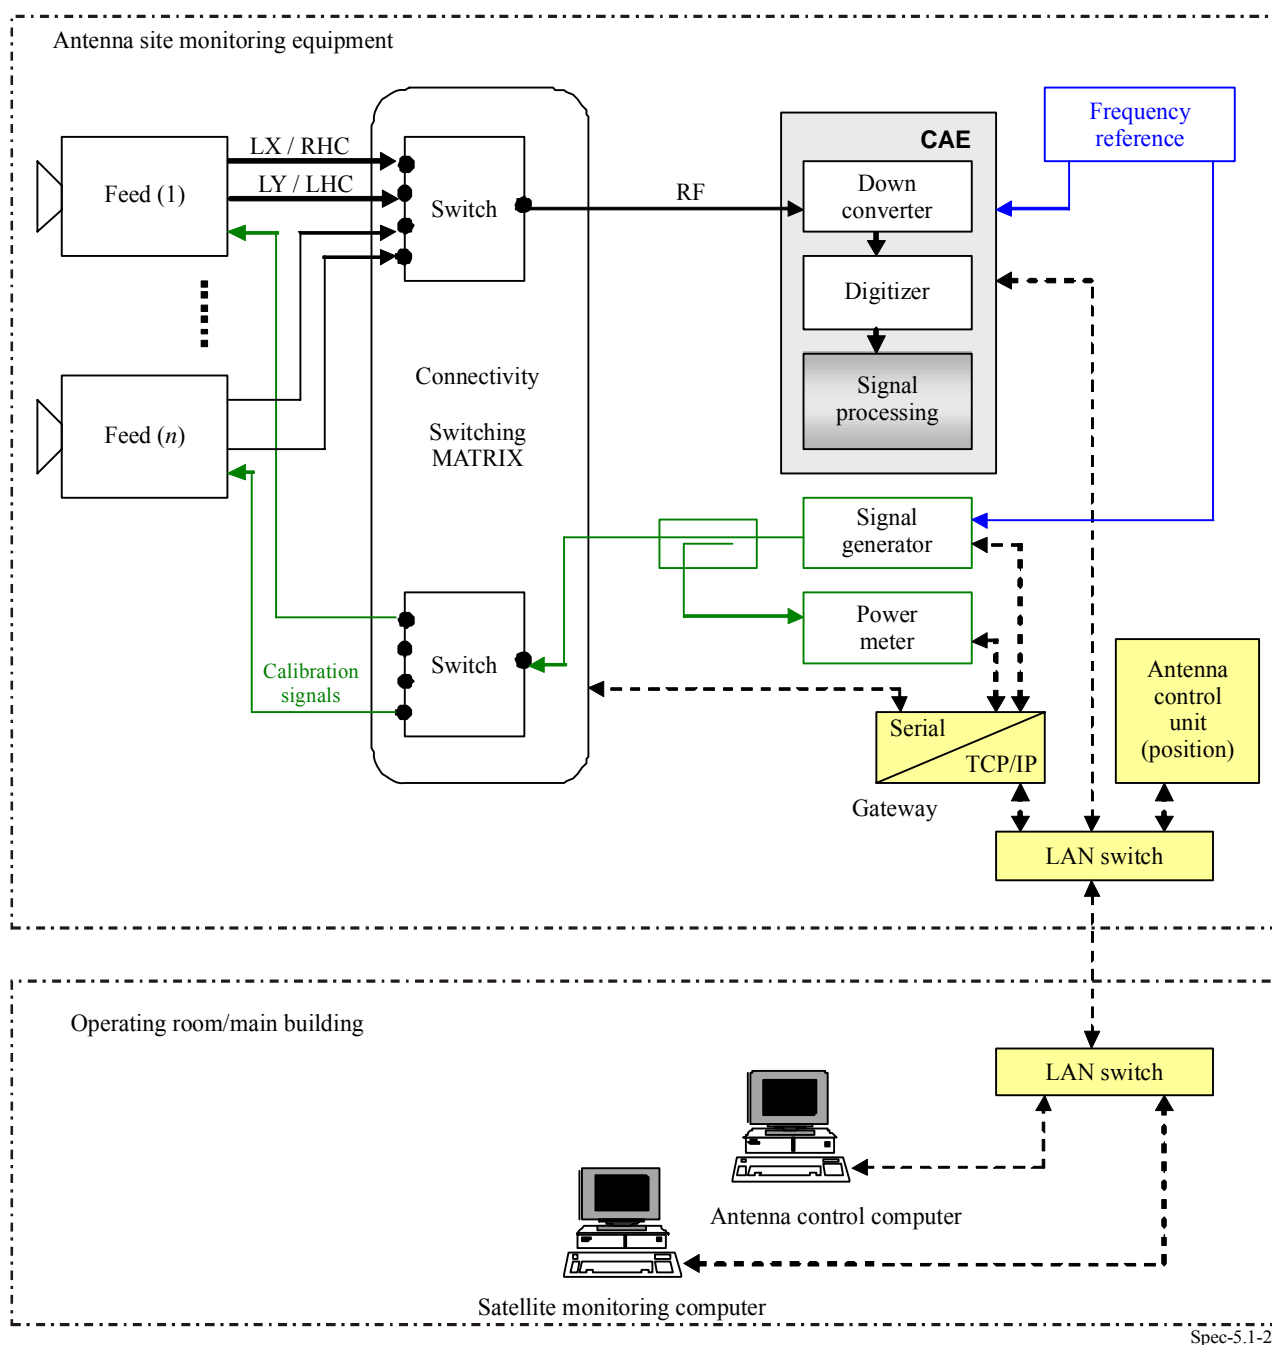 Antenna site monitoring equipment
Frequency
reference
CAE
LX / RHC
LY / LHC
Feed (1)
Switch
RF
Down
converter
Digitizer
Signal
processing
Connectivity
Switching
MATRIX
Feed (n)
Signal
generator
Power
meter
Switch
Calibration
signals
Antenna
control
unit
(position)
Serial
TCP/IP
Gateway
LAN switch
Operating room/main building
LAN switch
Antenna control computer
Satellite monitoring computer
Spec-5.1-2